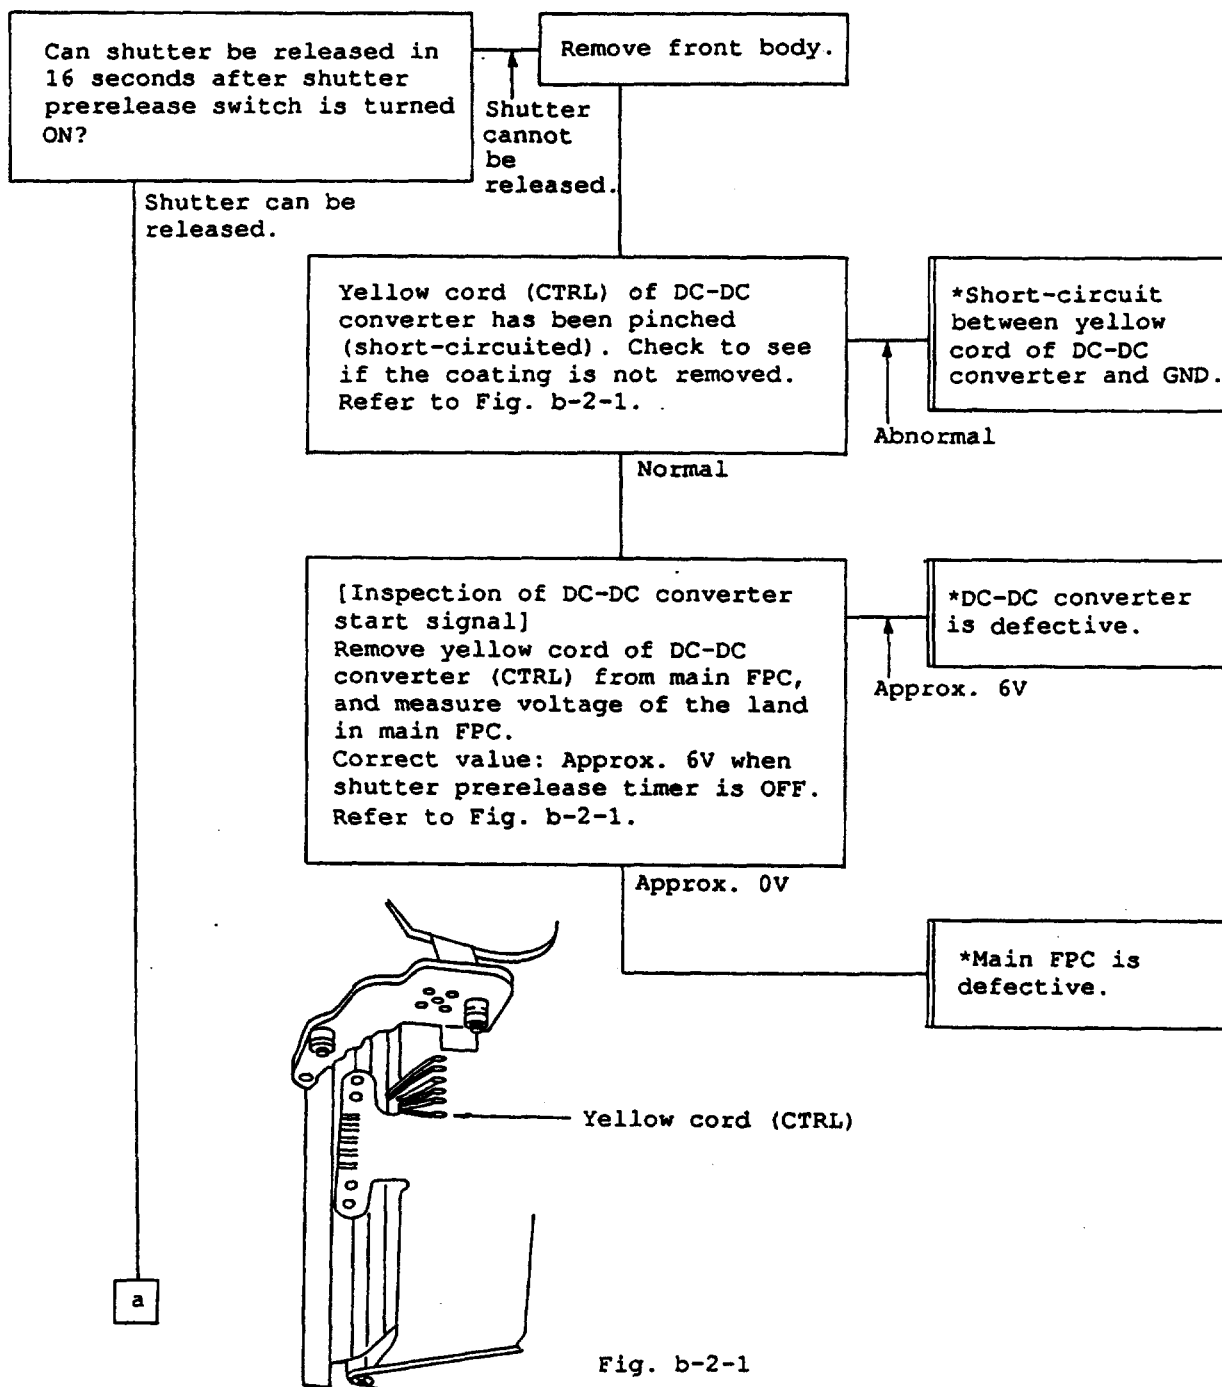 Can shutter be released in
16 seconds after shutter
prerelease switch is turned
ON?
Remove front body.
Shutter
cannot
be
released.
Shutter can be
released.
Yellow cord (CTRL) of DC-DC
converter has been pinched
(short-circuited). Check to see
if the coating is not removed.
Refer to Fig. b-2-1.
*Short-circuit
between yellow
cord of DC-DC
converter and GND.
Abnormal
Normal
[Inspection of DC-DC converter
start signal]
Remove yellow cord of DC-DC
converter (CTRL) from main FPC,
and measure voltage of the land
in main FPC.
Correct value: Approx. 6V when
shutter prerelease timer is OFF.
Refer to Fig. b-2-1.
*DC-DC converter
is defective.
Approx. 6V
Approx. 0V
*Main FPC is
defective.
Yellow cord (CTRL)
a
Fig. b-2-1